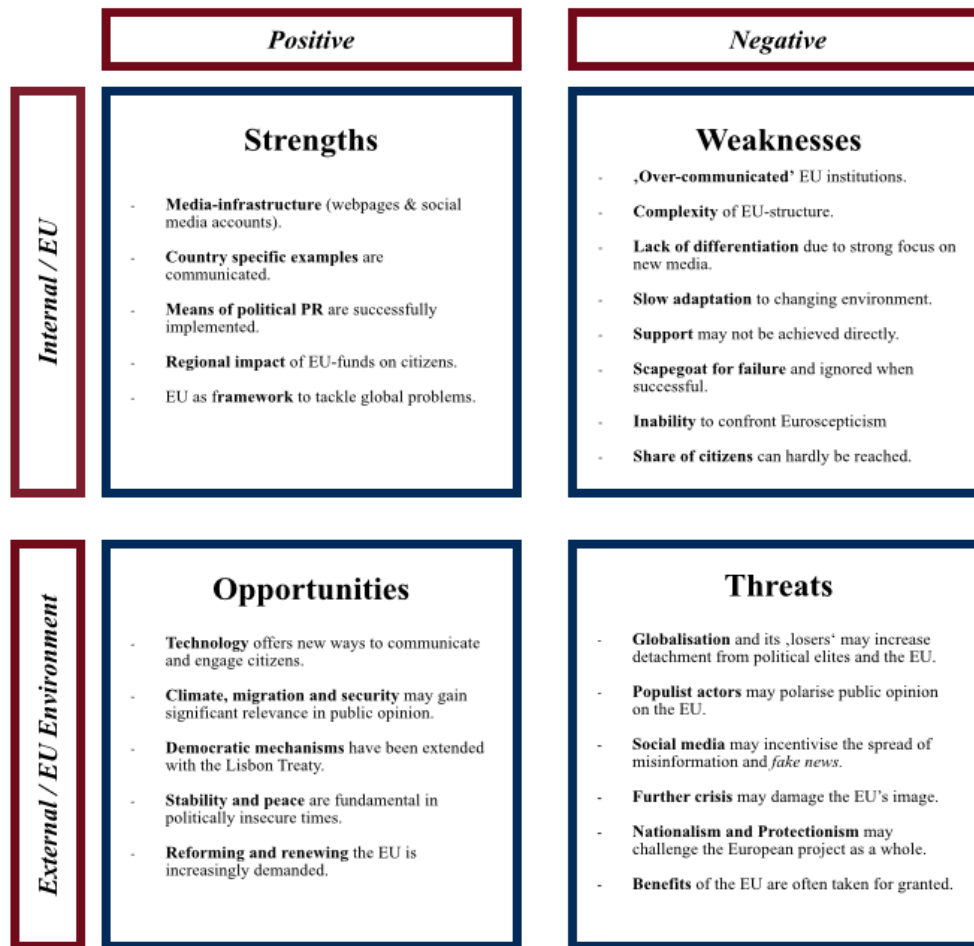 Positive
Negative
Internal / EU
Strengths
- Media-infrastructure (webpages & social
media accounts).
- Country specific examples are
communicated.
- Means of political PR are successfully
implemented.
- Regional impact of EU-funds on citizens.
- EU as framework to tackle global problems.
Weaknesses
- ‚Over-communicated’ EU institutions.
- Complexity of EU-structure.
- Lack of differentiation due to strong focus on
new media.
- Slow adaptation to changing environment.
- Support may not be achieved directly.
- Scapegoat for failure and ignored when
successful.
- Inability to confront Euroscepticism
- Share of citizens can hardly be reached.
External / EU Environment
Opportunities
- Technology offers new ways to communicate
and engage citizens.
- Climate, migration and security may gain
significant relevance in public opinion.
- Democratic mechanisms have been extended
with the Lisbon Treaty.
- Stability and peace are fundamental in
politically insecure times.
- Reforming and renewing the EU is
increasingly demanded.
Threats
- Globalisation and its ‚losers‘ may increase
detachment from political elites and the EU.
- Populist actors may polarise public opinion
on the EU.
- Social media may incentivise the spread of
misinformation and fake news.
- Further crisis may damage the EU’s image.
- Nationalism and Protectionism may
challenge the European project as a whole.
- Benefits of the EU are often taken for granted.